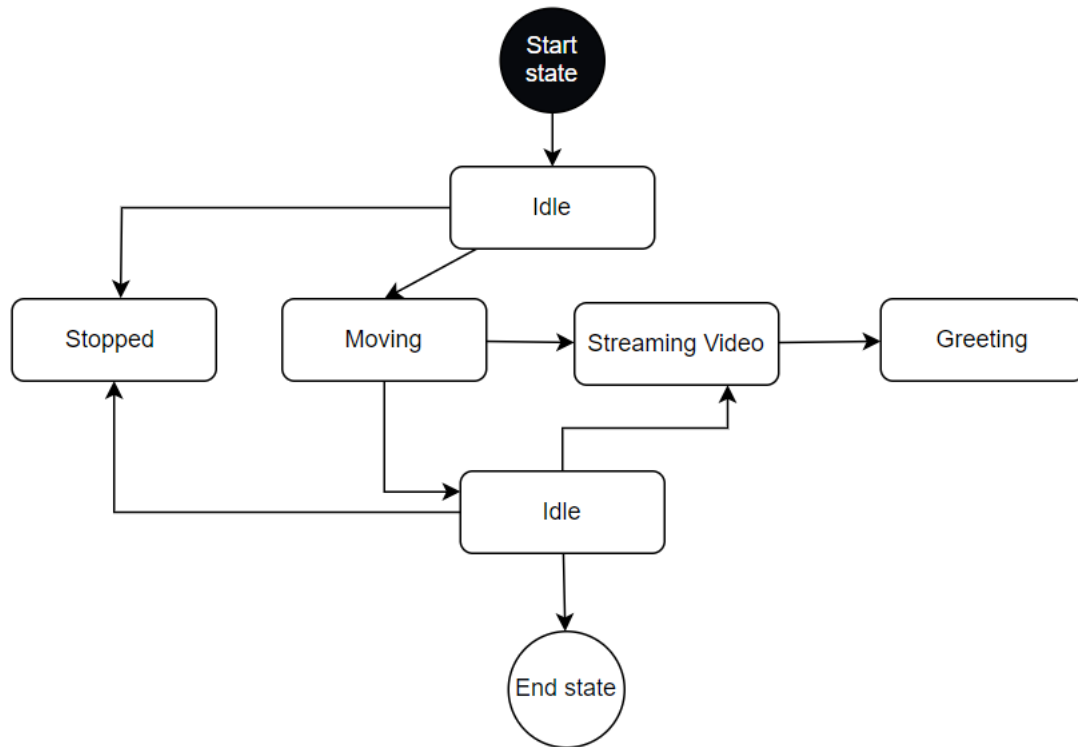 Start
state
Idle
Stopped
Moving
Streaming Video
Greeting
Idle
End state